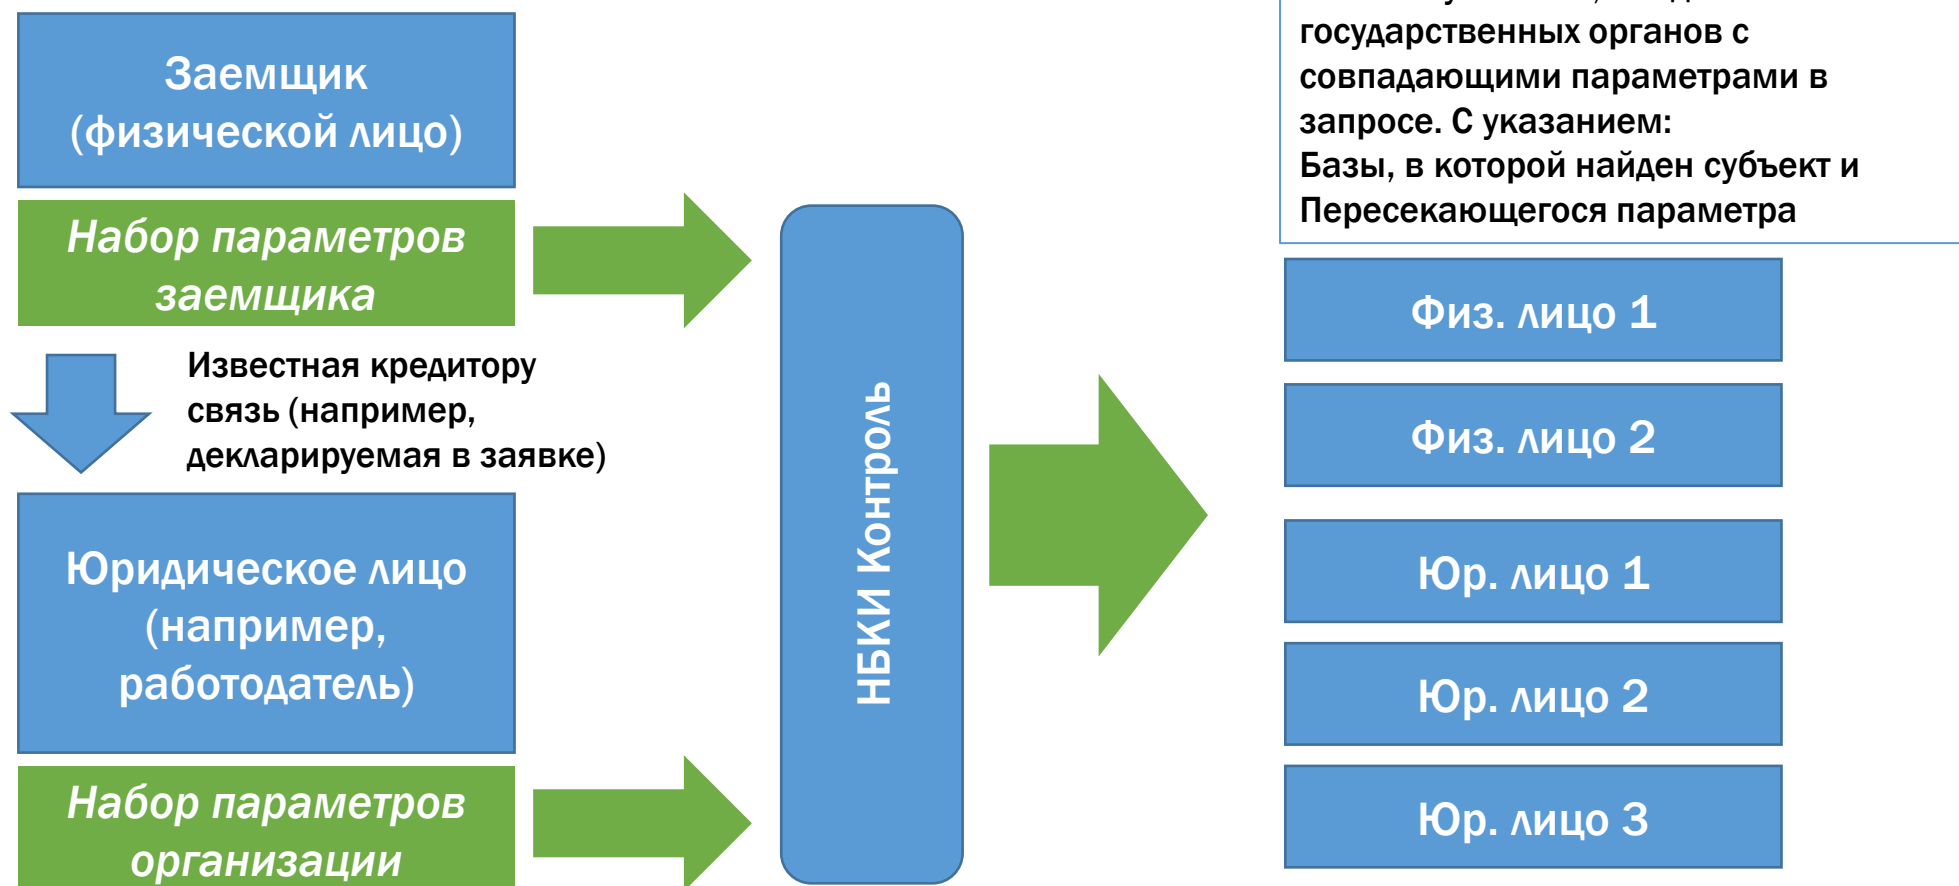 Заемщик
(физической лицо)
Набор параметров
заемщика
Известная кредитору
связь (например,
декларируемая в заявке)
Юридическое лицо
(например,
работодатель)
Набор параметров
организации
НБКИ Контроль
государственных органов с
совпадающими параметрами в
запросе. С указанием:
Базы, в которой найден субъект и
Пересекающегося параметра
Физ. лицо 1
Физ. лицо 2
Юр. лицо 1
Юр. лицо 2
Юр. лицо 3